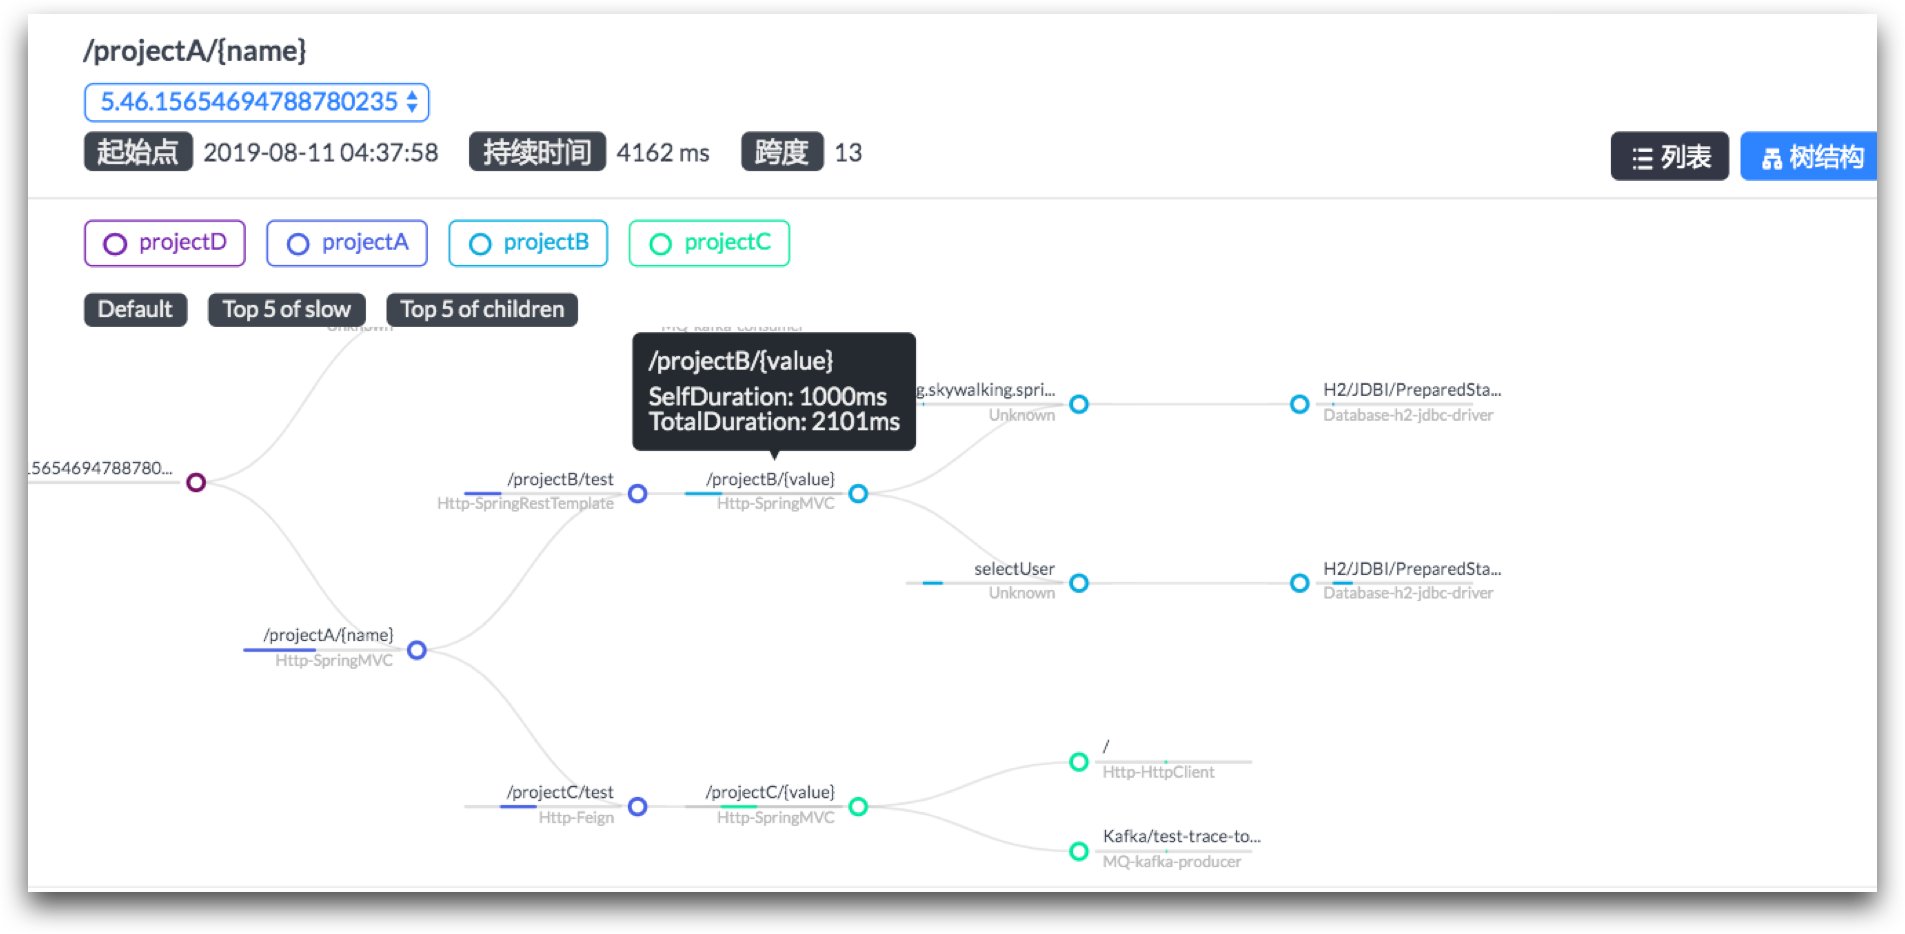 /projectA/{name}
5.46.15654694788780235
起始点 2019-08-11 04:37:58 持续时间 4162 ms 跨度 13
列表 树结构
projectD projectA projectB projectC
Default Top 5 of slow Top 5 of children
Unknown MQ-kafka-consumer
/projectB/{value}
SelfDuration: 1000ms
TotalDuration: 2101ms
g.skywalking.spri...
Unknown
H2/JDBI/PreparedSta...
Database-h2-jdbc-driver
15654694788780...
/projectB/test
Http-SpringRestTemplate
/projectB/{value}
Http-SpringMVC
selectUser
Unknown
H2/JDBI/PreparedSta...
Database-h2-jdbc-driver
/projectA/{name}
Http-SpringMVC
/projectC/test
Http-Feign
/projectC/{value}
Http-SpringMVC
/
Http-HttpClient
Kafka/test-trace-to...
MQ-kafka-producer